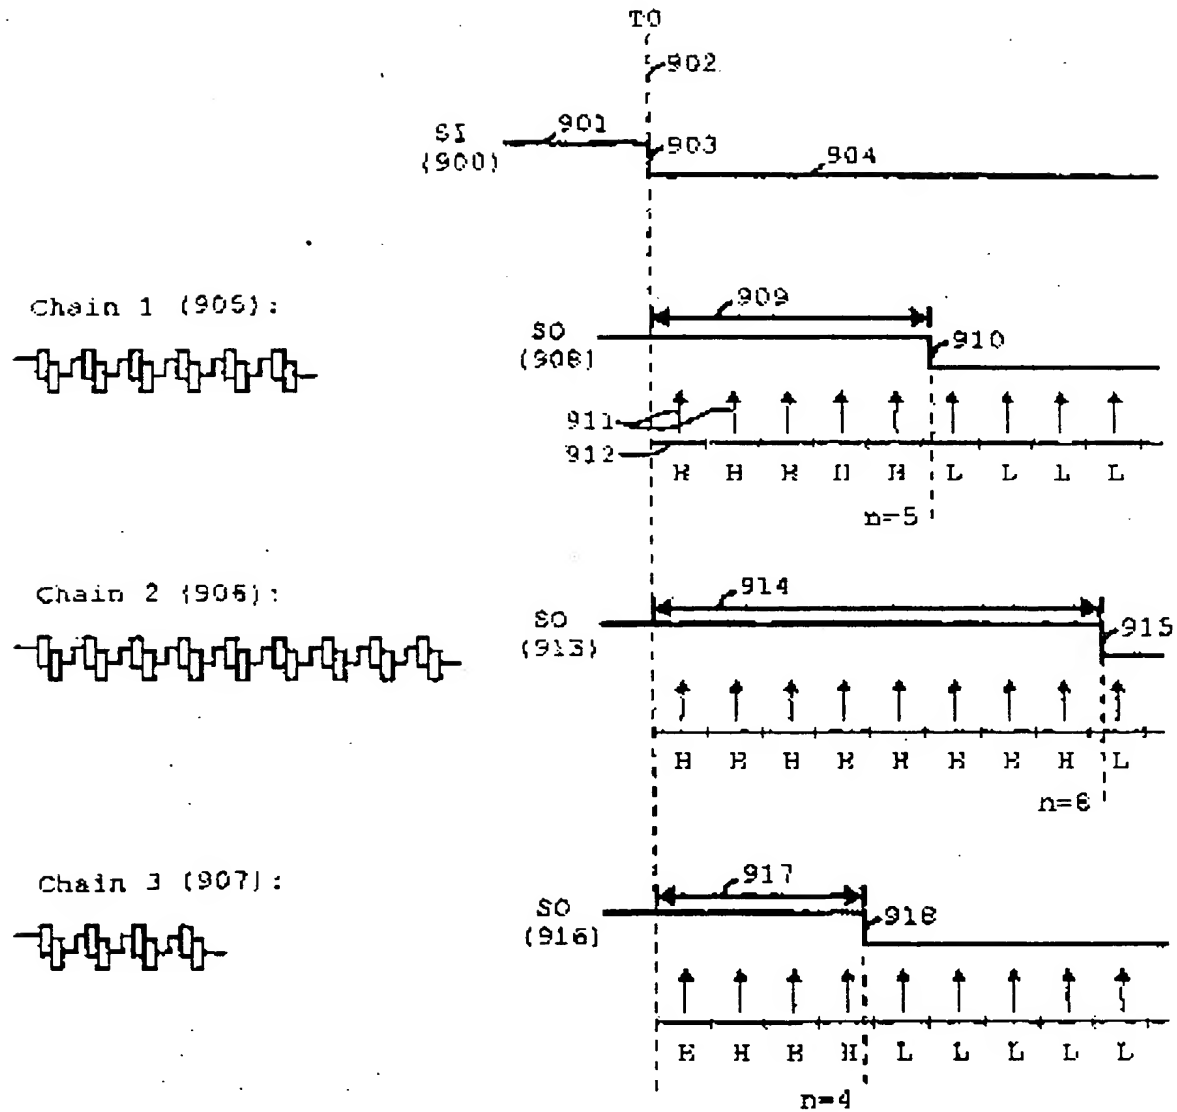 T0
902
SI
(900)
901
903
904
Chain 1 (905):
SO
(908)
909
910
911
912
H H H H H L L L L
n=5
Chain 2 (906):
SO
(913)
914
915
H H H H H H H H L
n=8
Chain 3 (907):
SO
(916)
917
918
H H H H L L L L L
n=4